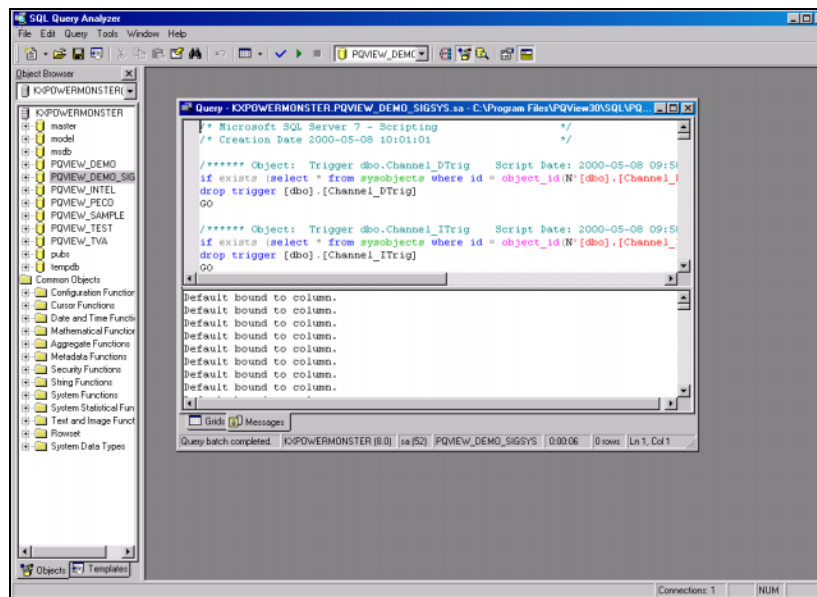 SQL Query Analyzer
File Edit Query Tools Window Help
PQVIEW_DEMC
Object Browser
KXPOWERMONSTER(
KXPOWERMONSTER
master
model
msdb
PQVIEW_DEMO
PQVIEW_DEMO_SIG
PQVIEW_INTEL
PQVIEW_PECO
PQVIEW_SAMPLE
PQVIEW_TEST
PQVIEW_TVA
pubs
tempdb
Common Objects
Configuration Function
Cursor Functions
Date and Time Functi
Mathematical Function
Aggregate Functions
Metadata Functions
Security Functions
String Functions
System Functions
System Statistical Fun
Text and Image Funct
Rowset
System Data Types
Objects Templates
Query - KXPOWERMONSTER.PQVIEW_DEMO_SIGSYS.sa - C:\Program Files\PQView30\SQL\PQ...
/* Microsoft SQL Server 7 - Scripting */
/* Creation Date 2000-05-08 10:01:01 */
/****** Object: Trigger dbo.Channel_DTrig Script Date: 2000-05-08 09:58
if exists (select * from sysobjects where id = object_id(N'[dbo].[Channel_
drop trigger [dbo].[Channel_DTrig]
GO
/****** Object: Trigger dbo.Channel_ITrig Script Date: 2000-05-08 09:58
if exists (select * from sysobjects where id = object_id(N'[dbo].[Channel_
drop trigger [dbo].[Channel_ITrig]
GO
Default bound to column.
Default bound to column.
Default bound to column.
Default bound to column.
Default bound to column.
Default bound to column.
Default bound to column.
Default bound to column.
Grids Messages
Query batch completed. KXPOWERMONSTER (8.0) sa (52) PQVIEW_DEMO_SIGSYS 0:00:06 0 rows Ln 1, Col 1
Connections: 1 NUM